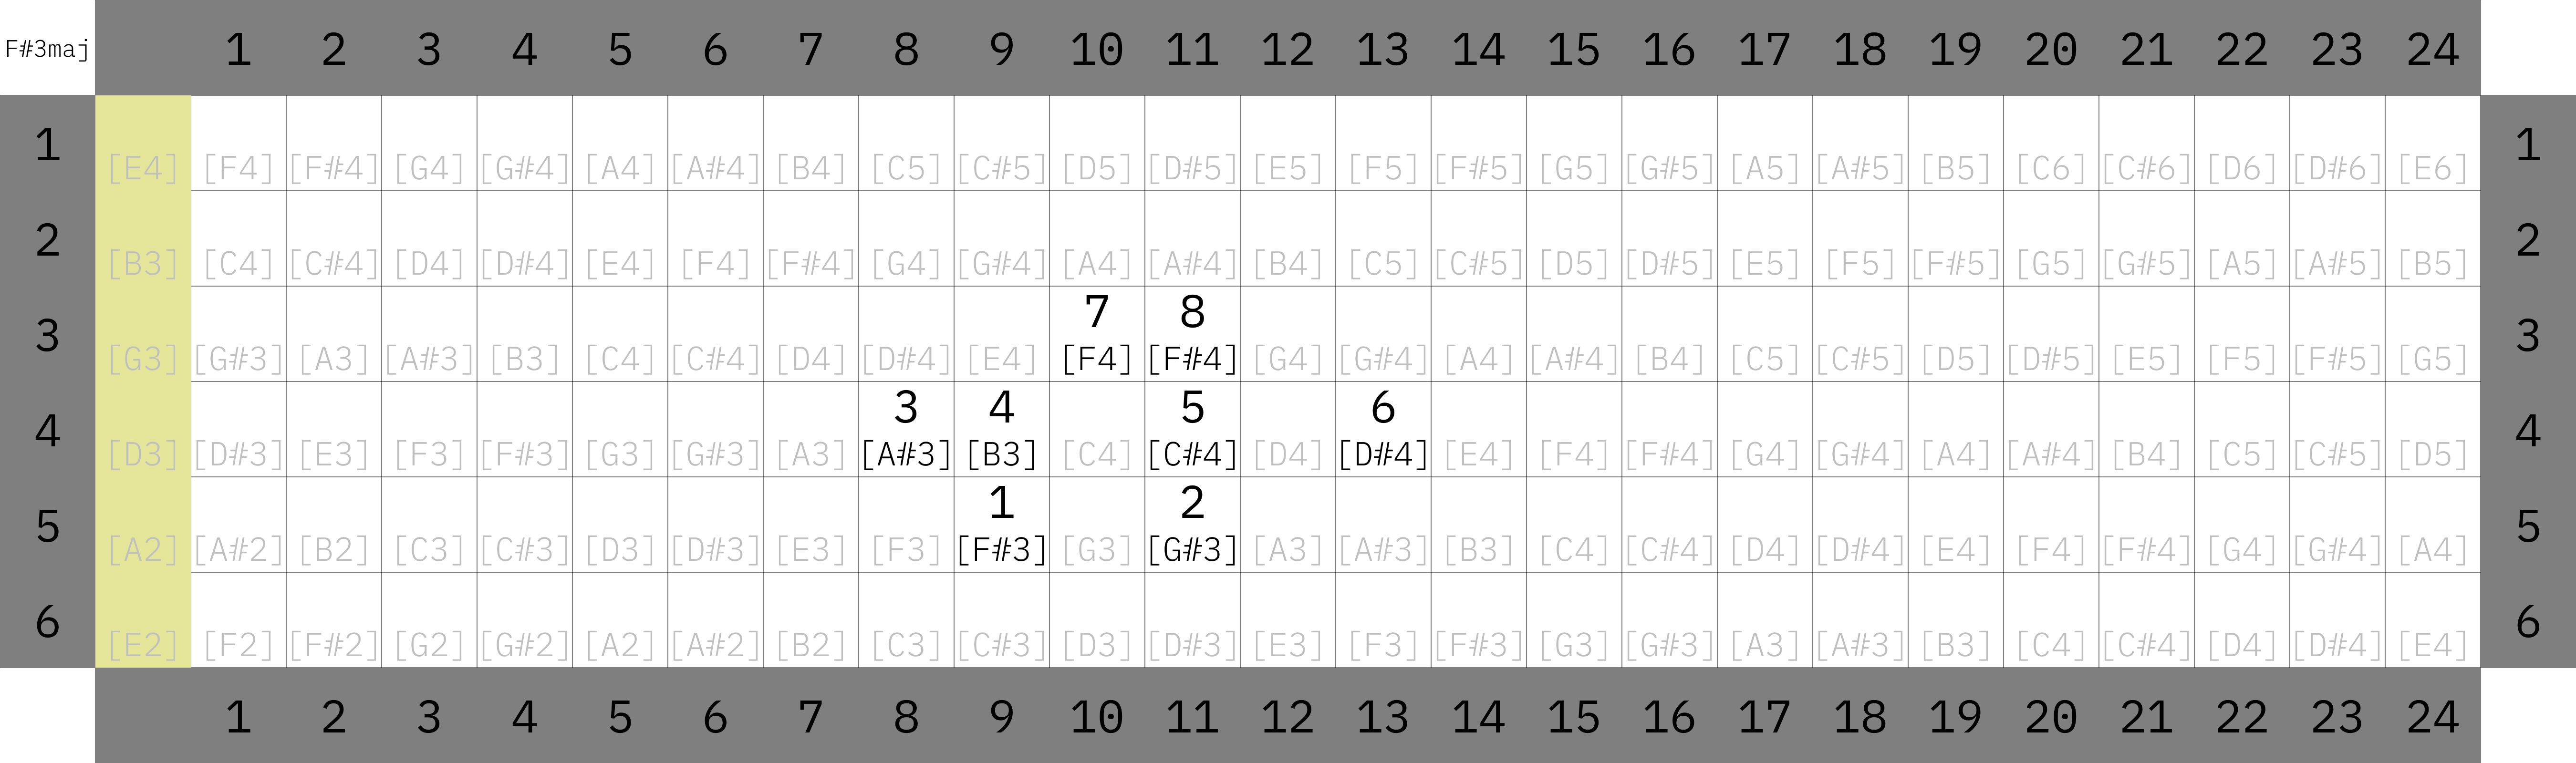 F#3maj 1 2 3 4 5 6 7 8 9 10 11 12 13 14 15 16 17 18 19 20 21 22 23 24
1 [E4] [F4] [F#4] [G4] [G#4] [A4] [A#4] [B4] [C5] [C#5] [D5] [D#5] [E5] [F5] [F#5] [G5] [G#5] [A5] [A#5] [B5] [C6] [C#6] [D6] [D#6] [E6] 1
2 [B3] [C4] [C#4] [D4] [D#4] [E4] [F4] [F#4] [G4] [G#4] [A4] [A#4] [B4] [C5] [C#5] [D5] [D#5] [E5] [F5] [F#5] [G5] [G#5] [A5] [A#5] [B5] 2
7 8
3 [G3] [G#3] [A3] [A#3] [B3] [C4] [C#4] [D4] [D#4] [E4] [F4] [F#4] [G4] [G#4] [A4] [A#4] [B4] [C5] [C#5] [D5] [D#5] [E5] [F5] [F#5] [G5] 3
3 4 5 6
4 [D3] [D#3] [E3] [F3] [F#3] [G3] [G#3] [A3] [A#3] [B3] [C4] [C#4] [D4] [D#4] [E4] [F4] [F#4] [G4] [G#4] [A4] [A#4] [B4] [C5] [C#5] [D5] 4
1 2
5 [A2] [A#2] [B2] [C3] [C#3] [D3] [D#3] [E3] [F3] [F#3] [G3] [G#3] [A3] [A#3] [B3] [C4] [C#4] [D4] [D#4] [E4] [F4] [F#4] [G4] [G#4] [A4] 5
6 [E2] [F2] [F#2] [G2] [G#2] [A2] [A#2] [B2] [C3] [C#3] [D3] [D#3] [E3] [F3] [F#3] [G3] [G#3] [A3] [A#3] [B3] [C4] [C#4] [D4] [D#4] [E4] 6
1 2 3 4 5 6 7 8 9 10 11 12 13 14 15 16 17 18 19 20 21 22 23 24